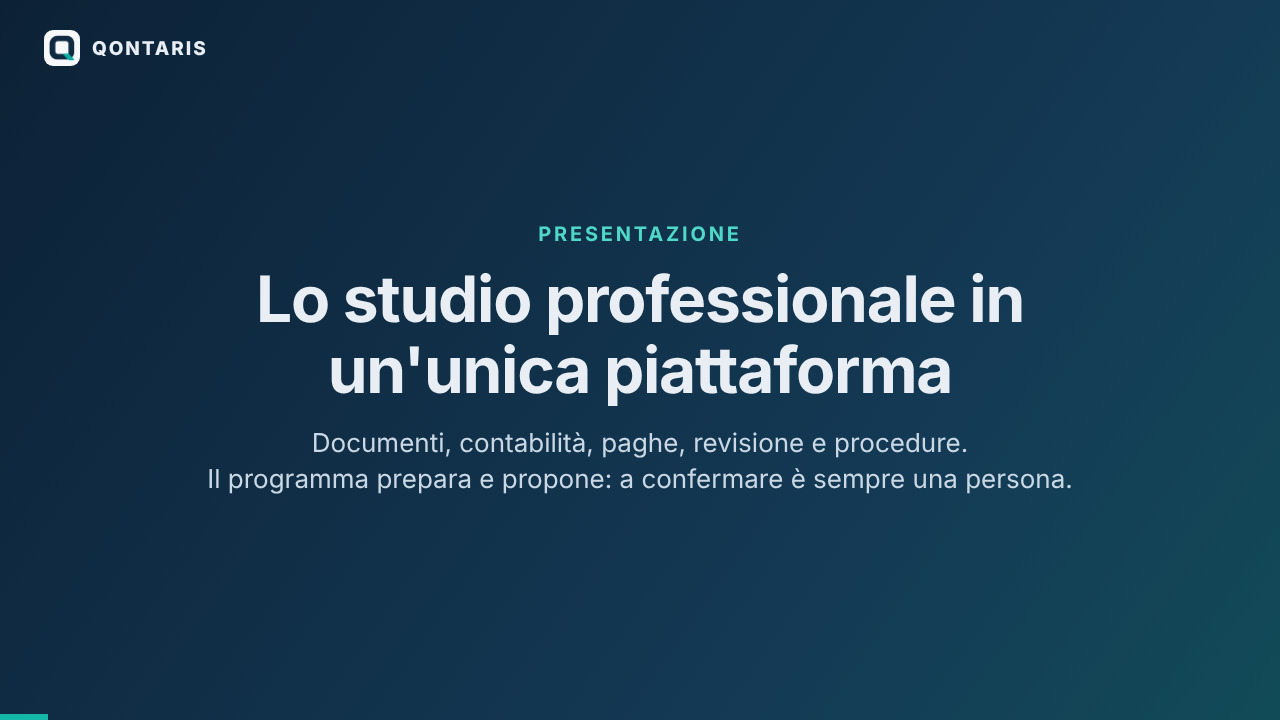 QONTARIS
PRESENTAZIONE
Lo studio professionale in
un'unica piattaforma
Documenti, contabilità, paghe, revisione e procedure.
Il programma prepara e propone: a confermare è sempre una persona.